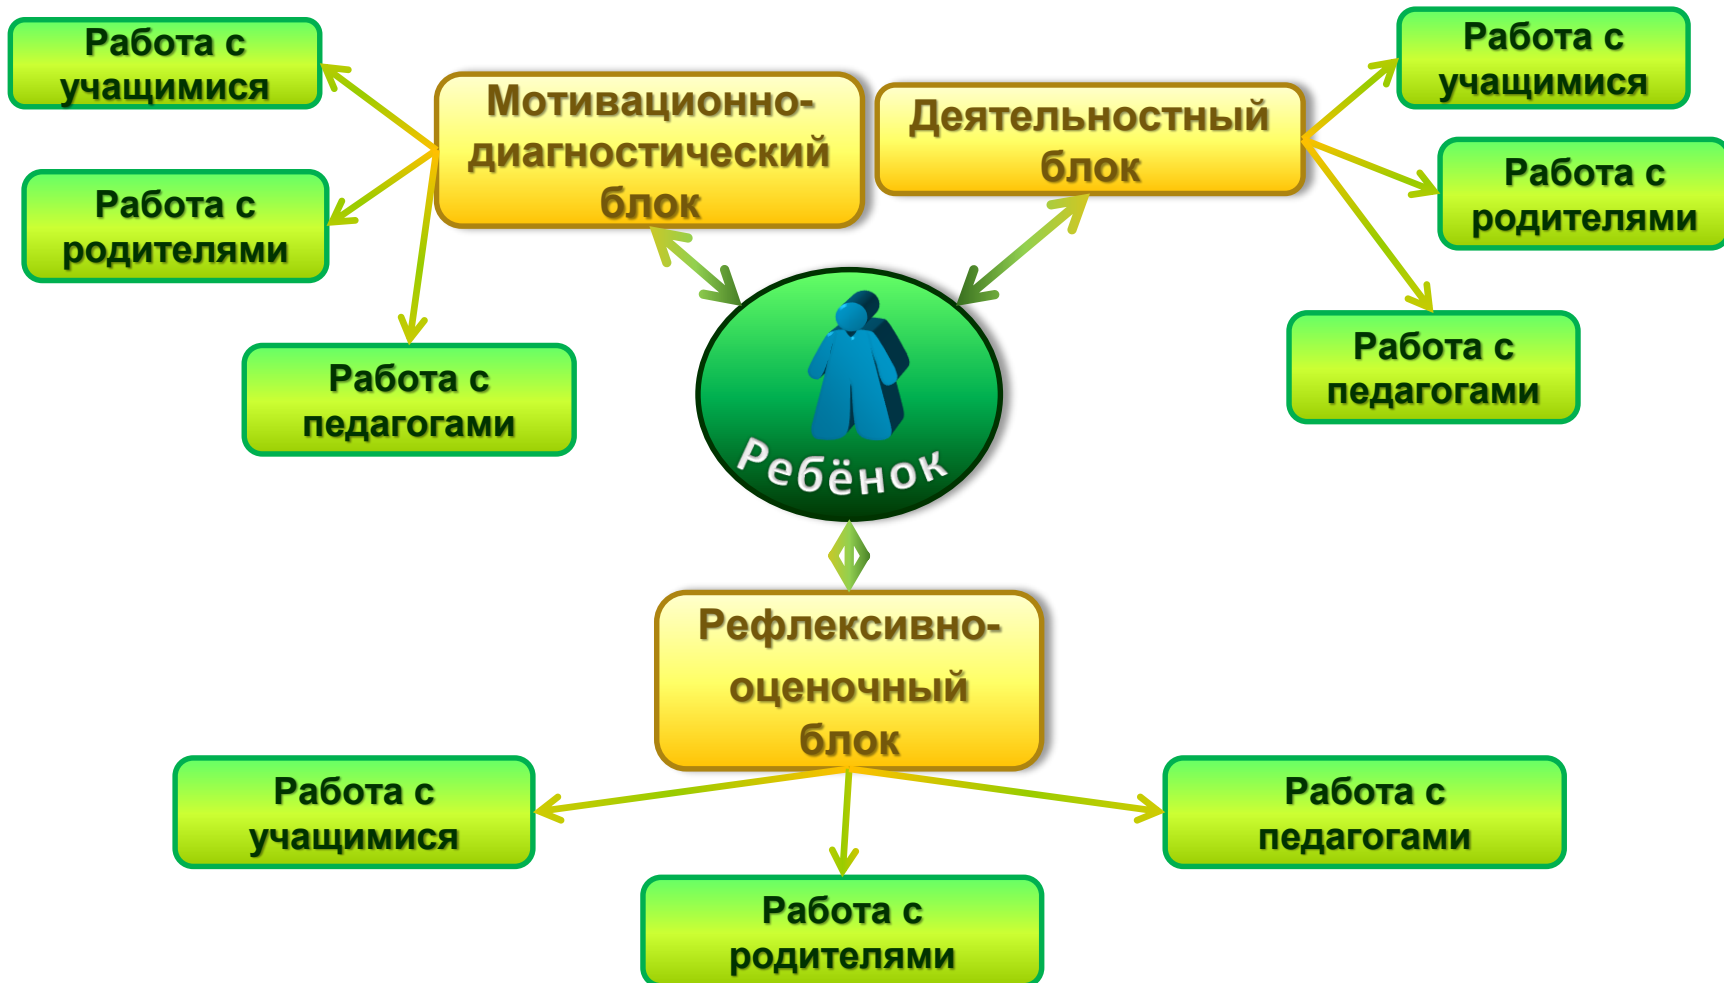 Работа с
учащимися
Мотивационно-
диагностический
блок
Деятельностный
блок
Работа с
учащимися
Работа с
родителями
Работа с
родителями
Работа с
педагогами
Работа с
педагогами
Ребёнок
Рефлексивно-
оценочный
блок
Работа с
учащимися
Работа с
педагогами
Работа с
родителями